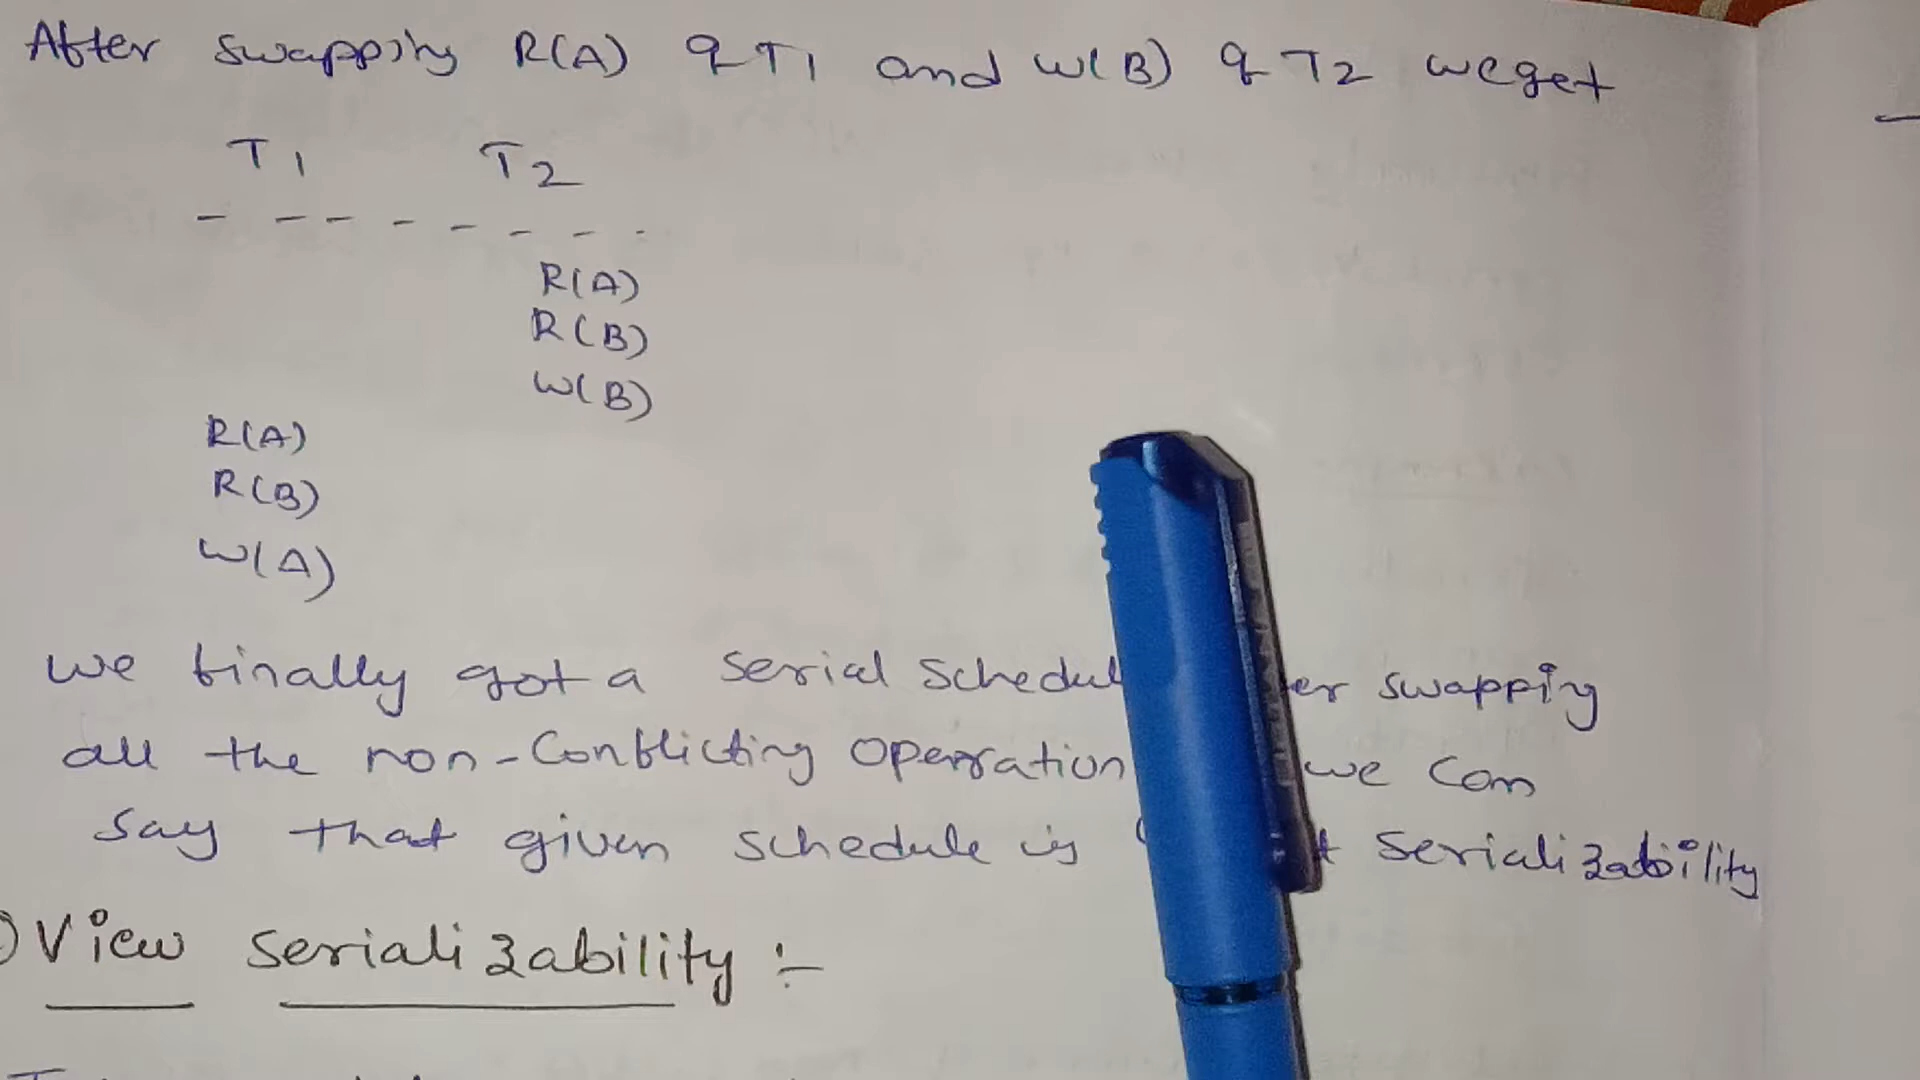 After swapping R(A) of T1 and W(B) of T2 we get
T1 T2
- - - - - - - -
R(A)
R(B)
W(B)
R(A)
R(B)
W(A)
we finally got a serial schedul er swapping
all the non-Conflicting operation we can
say that given schedule is t serializability
View serializability :-